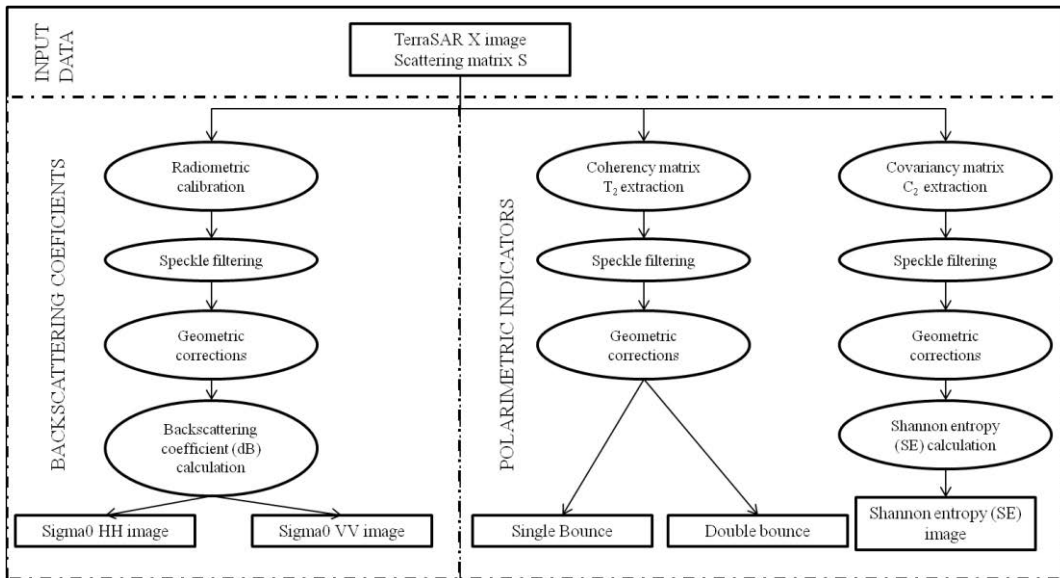 INPUT
DATA
TerraSAR X image
Scattering matrix S
BACKSCATTERING COEFICIENTS
Radiometric
calibration
Speckle filtering
Geometric
corrections
Backscattering
coefficient (dB)
calculation
Sigma0 HH image
Sigma0 VV image
POLARIMETRIC INDICATORS
Coherency matrix
T₂ extraction
Speckle filtering
Geometric
corrections
Single Bounce
Double bounce
Covariancy matrix
C₂ extraction
Speckle filtering
Geometric
corrections
Shannon entropy
(SE) calculation
Shannon entropy (SE)
image